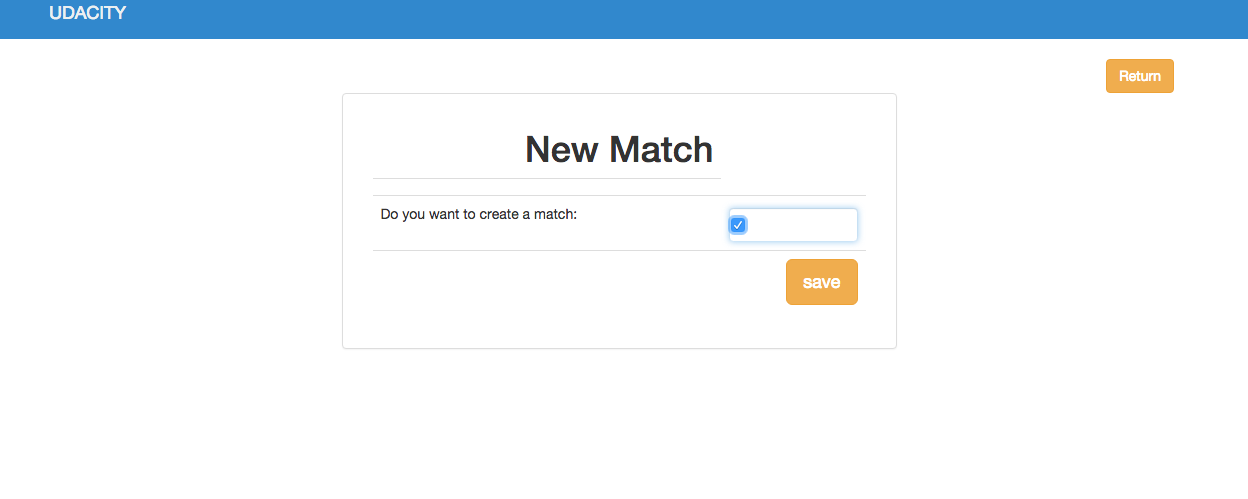 UDACITY
Return
New Match
Do you want to create a match:
save